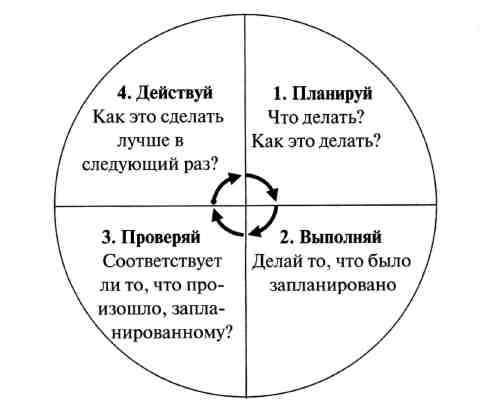 1. Планируй
Что делать?
Как это делать?
2. Выполняй
Делай то, что было
запланировано
3. Проверяй
Соответствует
ли то, что про-
изошло, запла-
нированному?
4. Действуй
Как это сделать
лучше в
следующий раз?